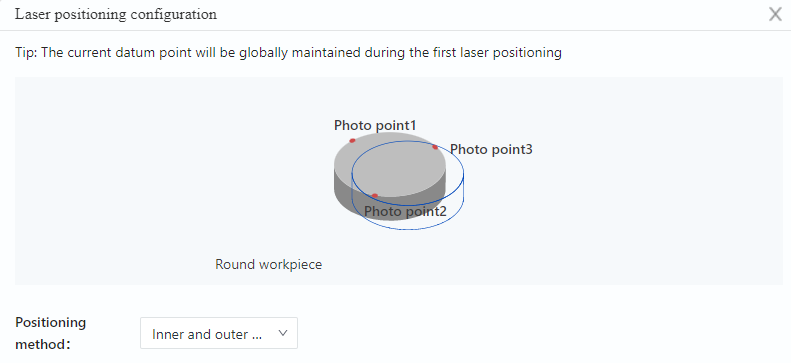 Laser positioning configuration
Tip: The current datum point will be globally maintained during the first laser positioning
Photo point1
Photo point3
Photo point2
Round workpiece
Positioning
method:
Inner and outer ...